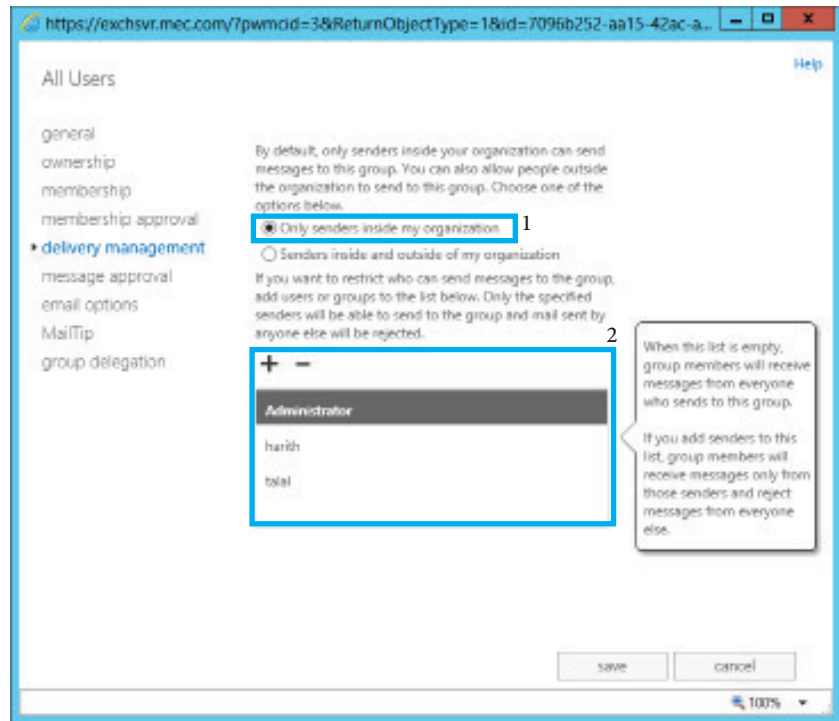 https://exchsvr.mec.com/?pwmcid=3&ReturnObjectType=1&id=7096b252-aa15-42ac-a...
Help
All Users
general
ownership
membership
membership approval
delivery management
message approval
email options
MailTip
group delegation
By default, only senders inside your organization can send
messages to this group. You can also allow people outside
the organization to send to this group. Choose one of the
options below.
Only senders inside my organization
1
Senders inside and outside of my organization
If you want to restrict who can send messages to the group,
add users or groups to the list below. Only the specified
senders will be able to send to the group and mail sent by
anyone else will be rejected.
2
Administrator
harith
talal
When this list is empty,
group members will receive
messages from everyone
who sends to this group.
If you add senders to this
list, group members will
receive messages only from
those senders and reject
messages from everyone
else.
save
cancel
100%